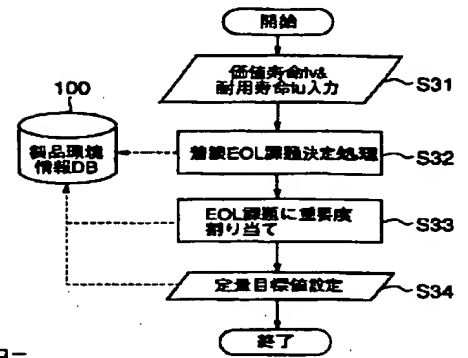 開始
価値寿命tv&
耐用寿命tu入力
S31
100
製品環境
情報DB
着眼EOL課題決定処理
S32
EOL課題に重要度
割り当て
S33
定量目標値設定
S34
終了